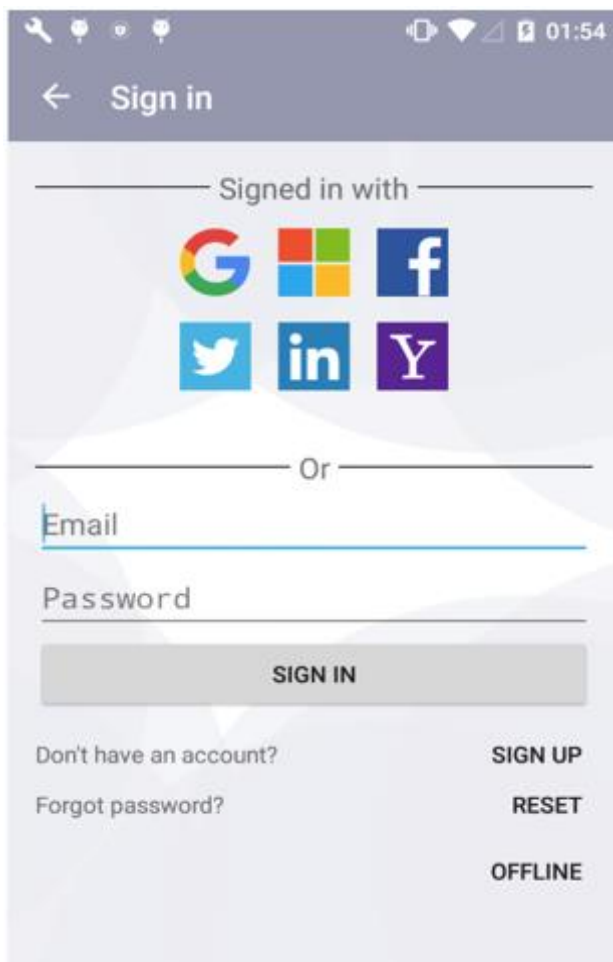 01:54
Sign in
Signed in with
G
f
in
Y
Or
Email
Password
SIGN IN
Don't have an account? SIGN UP
Forgot password? RESET
OFFLINE